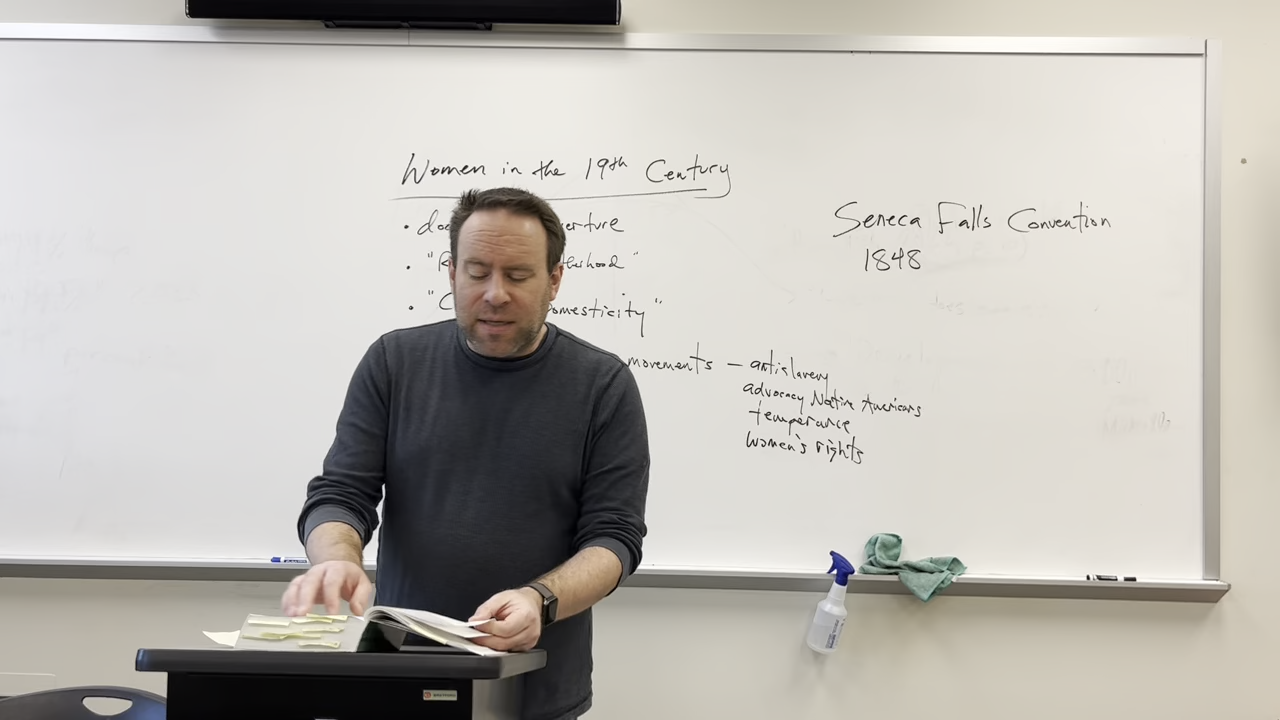 Women in the 19th Century
• do erture
• "R therhood"
• "C omesticity"
movements — antislavery
advocacy Native Americans
temperance
women's rights
Seneca Falls Convention
1848